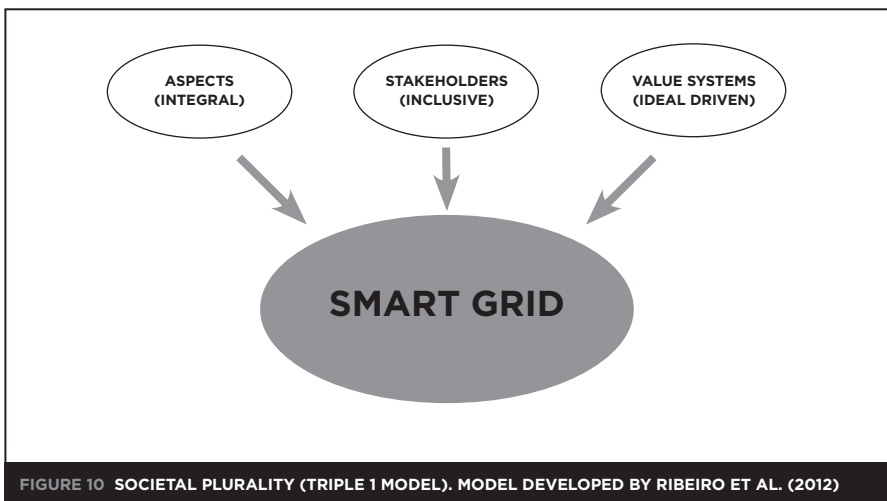 ASPECTS
(INTEGRAL)
STAKEHOLDERS
(INCLUSIVE)
VALUE SYSTEMS
(IDEAL DRIVEN)
SMART GRID
FIGURE 10 SOCIETAL PLURALITY (TRIPLE 1 MODEL). MODEL DEVELOPED BY RIBEIRO ET AL. (2012)